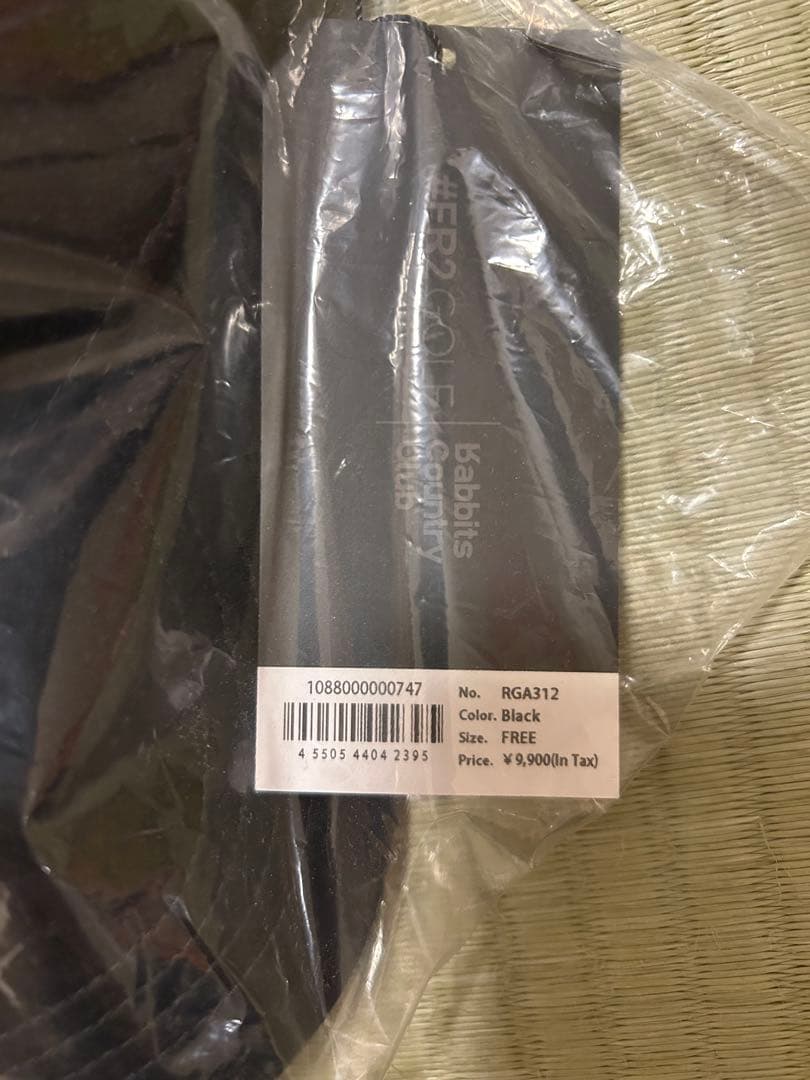 #FR2 GOLF
Rabbits
Country
Club
1088000000747
4 5505 4404 2395
No. RGA312
Color. Black
Size. FREE
Price. ¥9,900(In Tax)